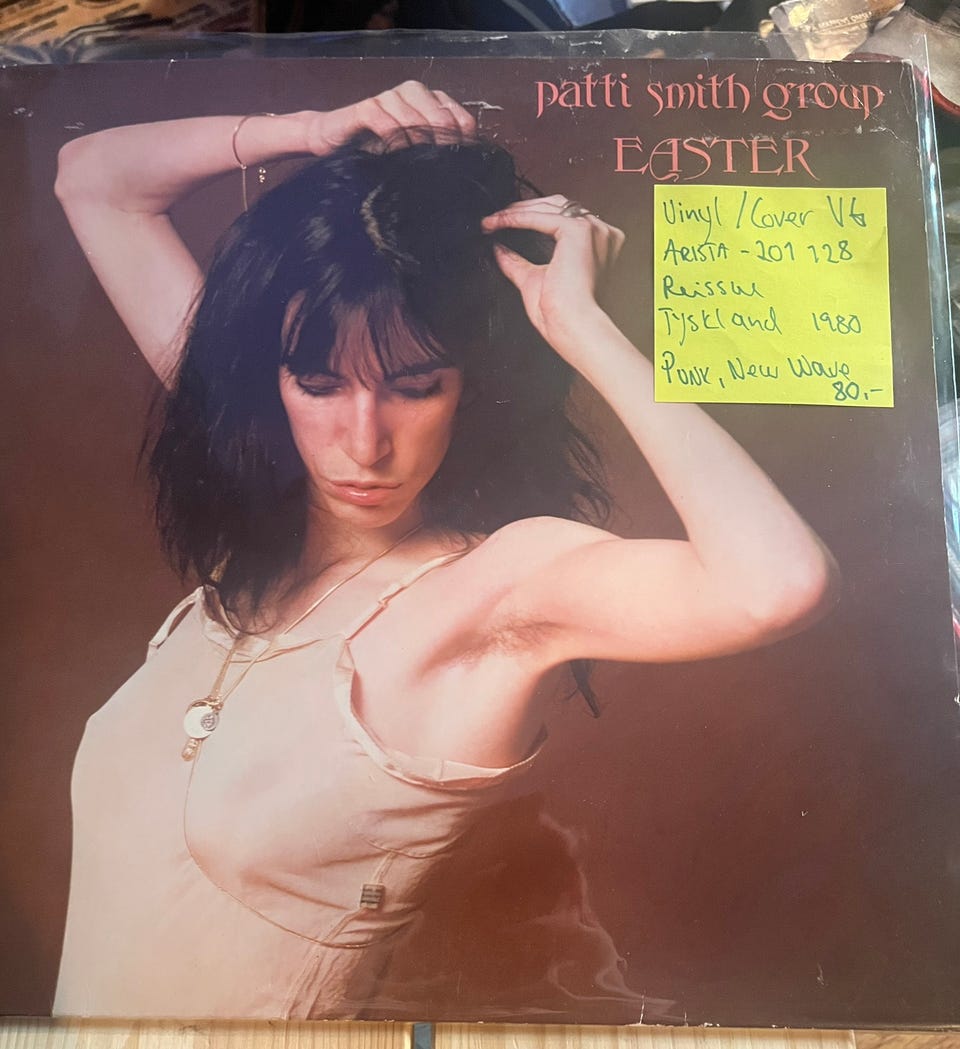 patti smith group
EASTER
Vinyl / Cover VG
ARISTA - 201 128
Reissue
Tyskland 1980
Punk, New Wave
80,-